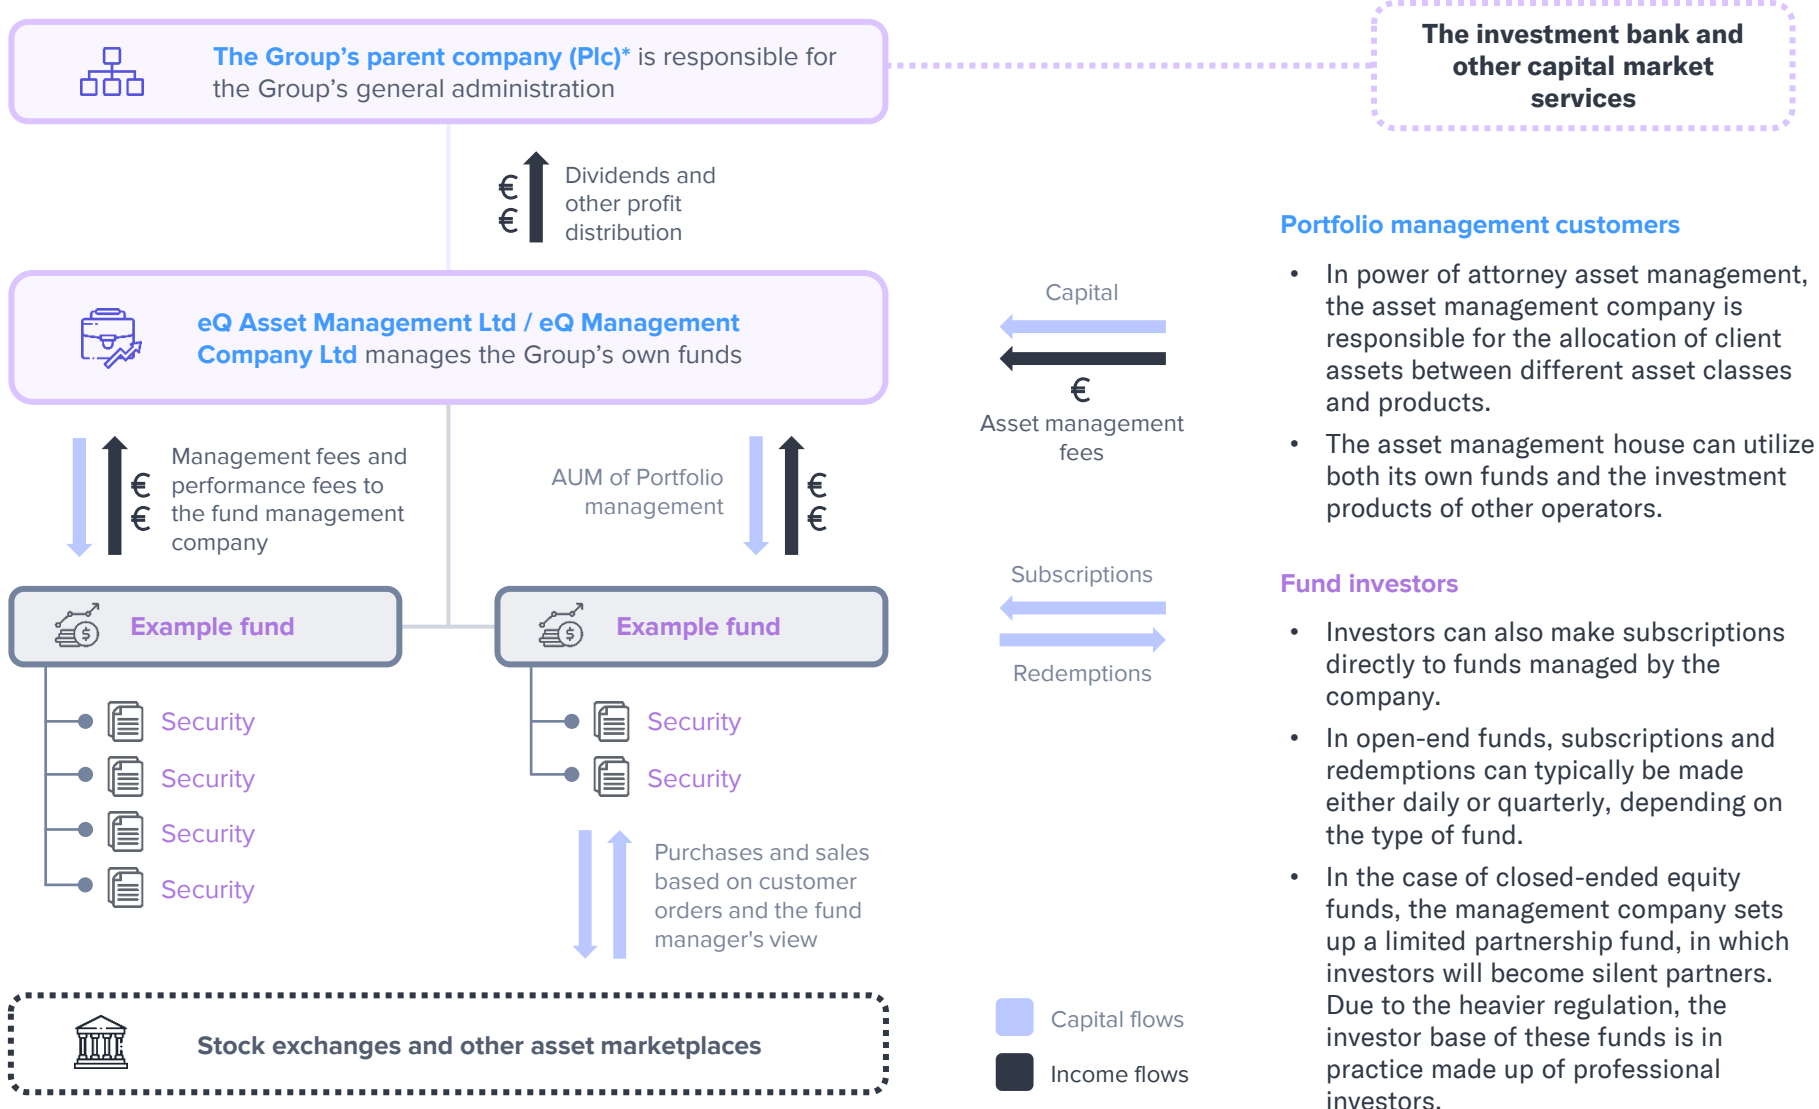 The Group's parent company (Plc)* is responsible for
the Group's general administration
The investment bank and
other capital market
services
€
€
Dividends and
other profit
distribution
eQ Asset Management Ltd / eQ Management
Company Ltd manages the Group's own funds
Capital
€
Asset management
fees
Portfolio management customers
• In power of attorney asset management,
the asset management company is
responsible for the allocation of client
assets between different asset classes
and products.
• The asset management house can utilize
both its own funds and the investment
products of other operators.
€
€
Management fees and
performance fees to
the fund management
company
AUM of Portfolio
management
€
€
Example fund
Security
Security
Security
Security
Example fund
Security
Security
Subscriptions
Redemptions
Fund investors
• Investors can also make subscriptions
directly to funds managed by the
company.
• In open-end funds, subscriptions and
redemptions can typically be made
either daily or quarterly, depending on
the type of fund.
• In the case of closed-ended equity
funds, the management company sets
up a limited partnership fund, in which
investors will become silent partners.
Due to the heavier regulation, the
investor base of these funds is in
practice made up of professional
investors.
Purchases and sales
based on customer
orders and the fund
manager's view
Stock exchanges and other asset marketplaces
Capital flows
Income flows